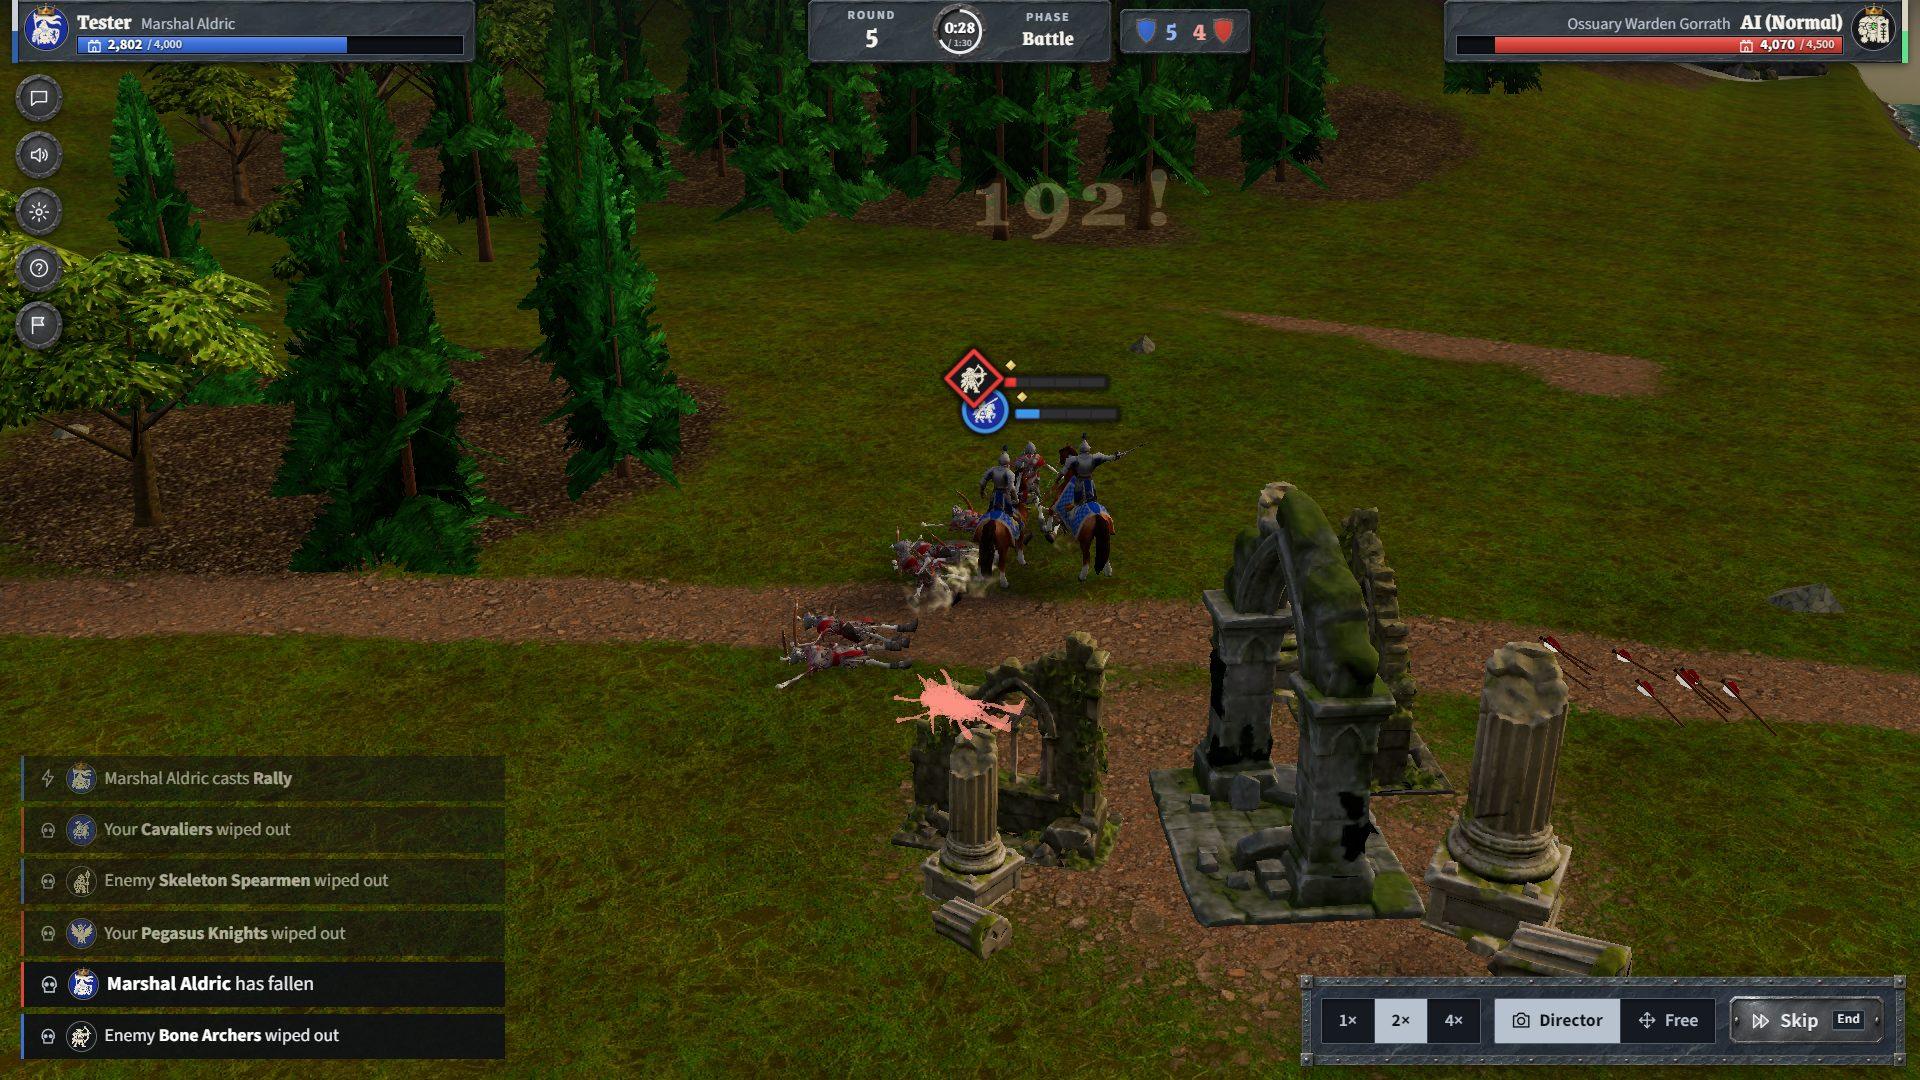 Tester Marshal Aldric
2,802 / 4,000
ROUND
5
0:28
/ 1:30
PHASE
Battle
5 4
Ossuary Warden Gorrath AI (Normal)
4,070 / 4,500
192!
Marshal Aldric casts Rally
Your Cavaliers wiped out
Enemy Skeleton Spearmen wiped out
Your Pegasus Knights wiped out
Marshal Aldric has fallen
Enemy Bone Archers wiped out
1× 2× 4× Director Free Skip End